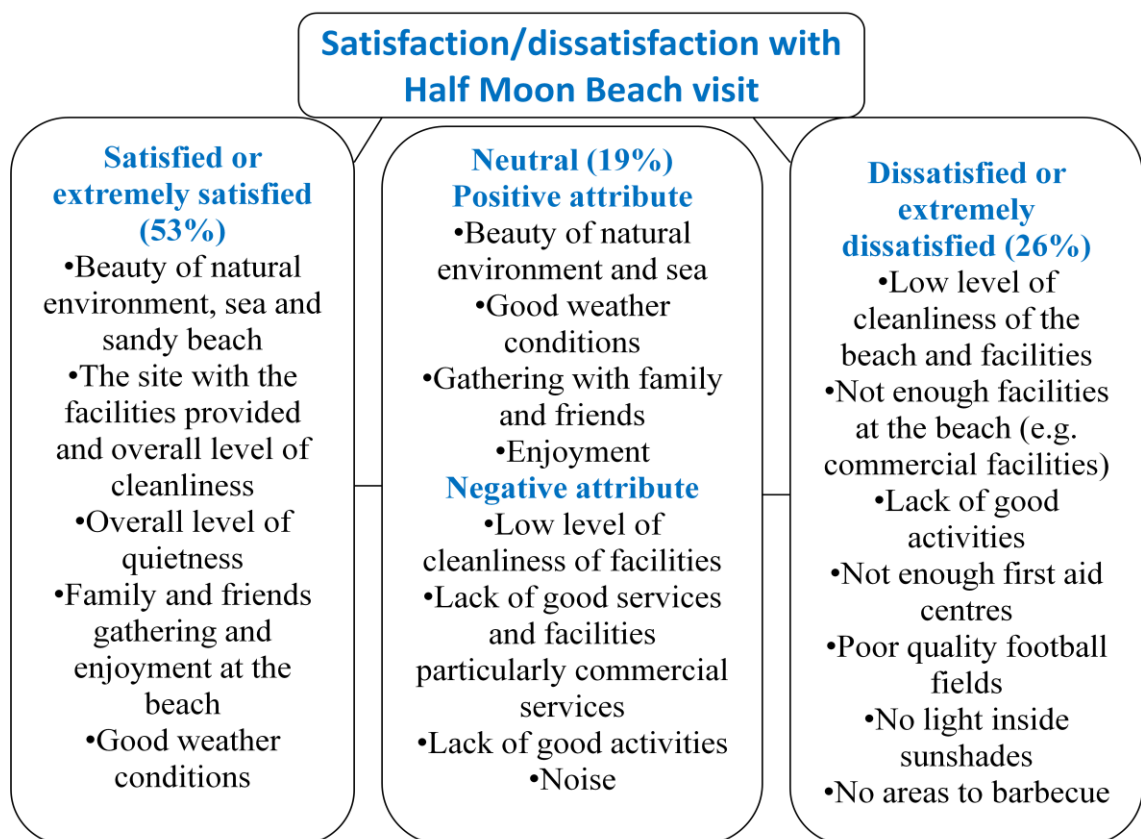 Satisfaction/dissatisfaction with
Half Moon Beach visit
Satisfied or
extremely satisfied
(53%)
•Beauty of natural
environment, sea and
sandy beach
•The site with the
facilities provided
and overall level of
cleanliness
•Overall level of
quietness
•Family and friends
gathering and
enjoyment at the
beach
•Good weather
conditions
Neutral (19%)
Positive attribute
•Beauty of natural
environment and sea
•Good weather
conditions
•Gathering with family
and friends
•Enjoyment
Negative attribute
•Low level of
cleanliness of facilities
•Lack of good services
and facilities
particularly commercial
services
•Lack of good activities
•Noise
Dissatisfied or
extremely
dissatisfied (26%)
•Low level of
cleanliness of the
beach and facilities
•Not enough facilities
at the beach (e.g.
commercial facilities)
•Lack of good
activities
•Not enough first aid
centres
•Poor quality football
fields
•No light inside
sunshades
•No areas to barbecue